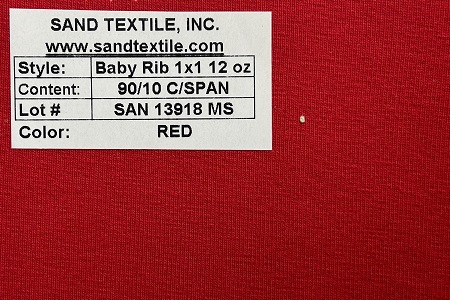 SAND TEXTILE, INC.
www.sandtextile.com
Style: Baby Rib 1x1 12 oz
Content: 90/10 C/SPAN
Lot # SAN 13918 MS
Color: RED